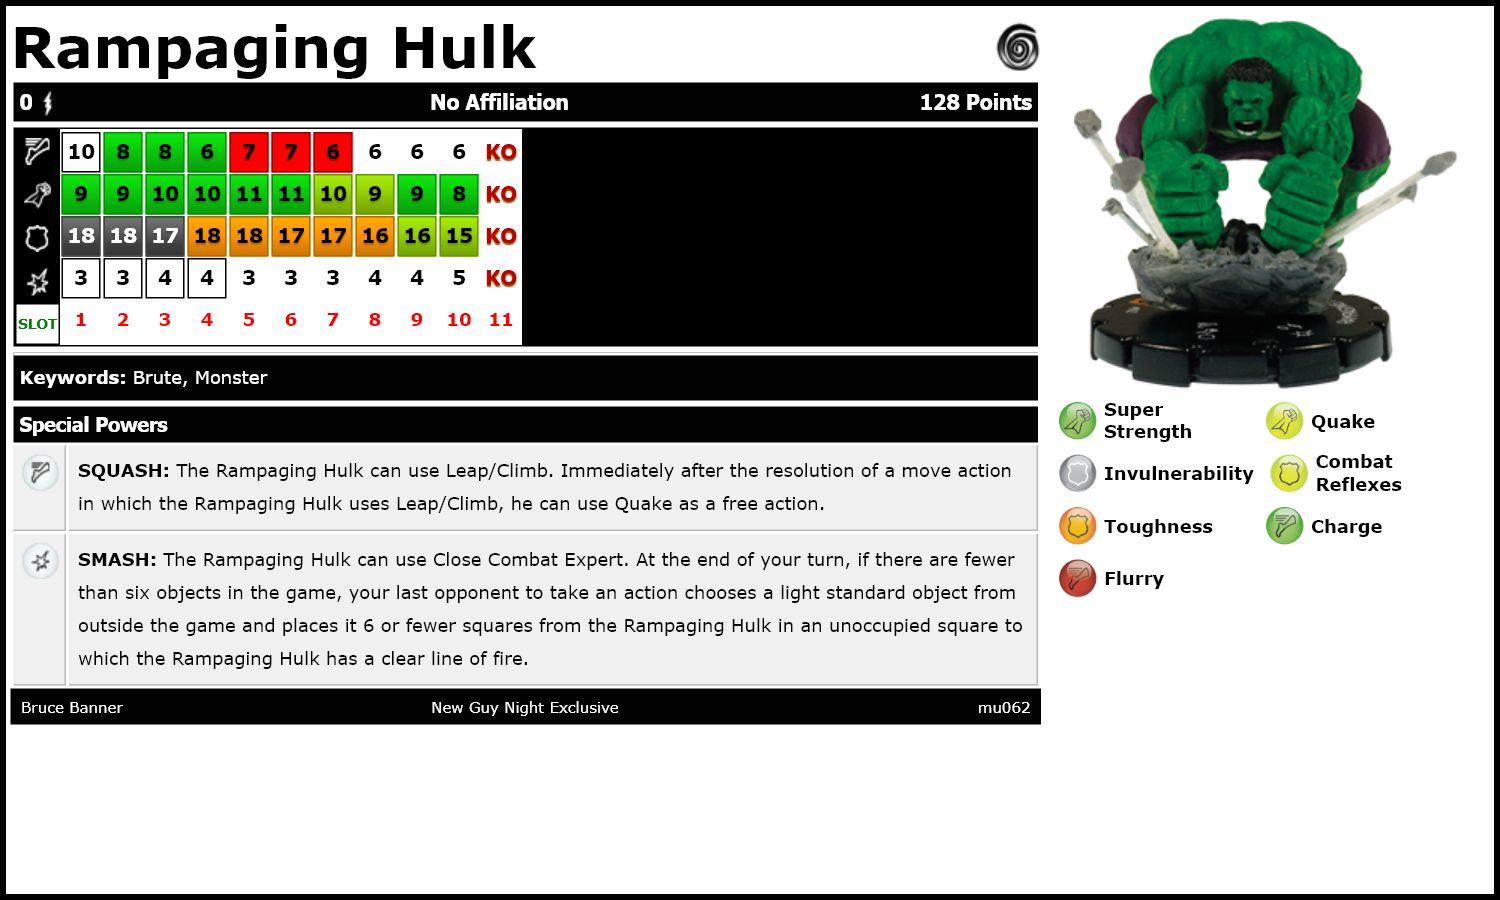 Rampaging Hulk
0 No Affiliation 128 Points
10 8 8 6 7 7 6 6 6 6 KO
9 9 10 10 11 11 10 9 9 8 KO
18 18 17 18 18 17 17 16 16 15 KO
3 3 4 4 3 3 3 4 4 5 KO
SLOT 1 2 3 4 5 6 7 8 9 10 11
Keywords: Brute, Monster
Special Powers
SQUASH: The Rampaging Hulk can use Leap/Climb. Immediately after the resolution of a move action
in which the Rampaging Hulk uses Leap/Climb, he can use Quake as a free action.
SMASH: The Rampaging Hulk can use Close Combat Expert. At the end of your turn, if there are fewer
than six objects in the game, your last opponent to take an action chooses a light standard object from
outside the game and places it 6 or fewer squares from the Rampaging Hulk in an unoccupied square to
which the Rampaging Hulk has a clear line of fire.
Bruce Banner New Guy Night Exclusive mu062
Super
Strength
Quake
Invulnerability
Combat
Reflexes
Toughness
Charge
Flurry